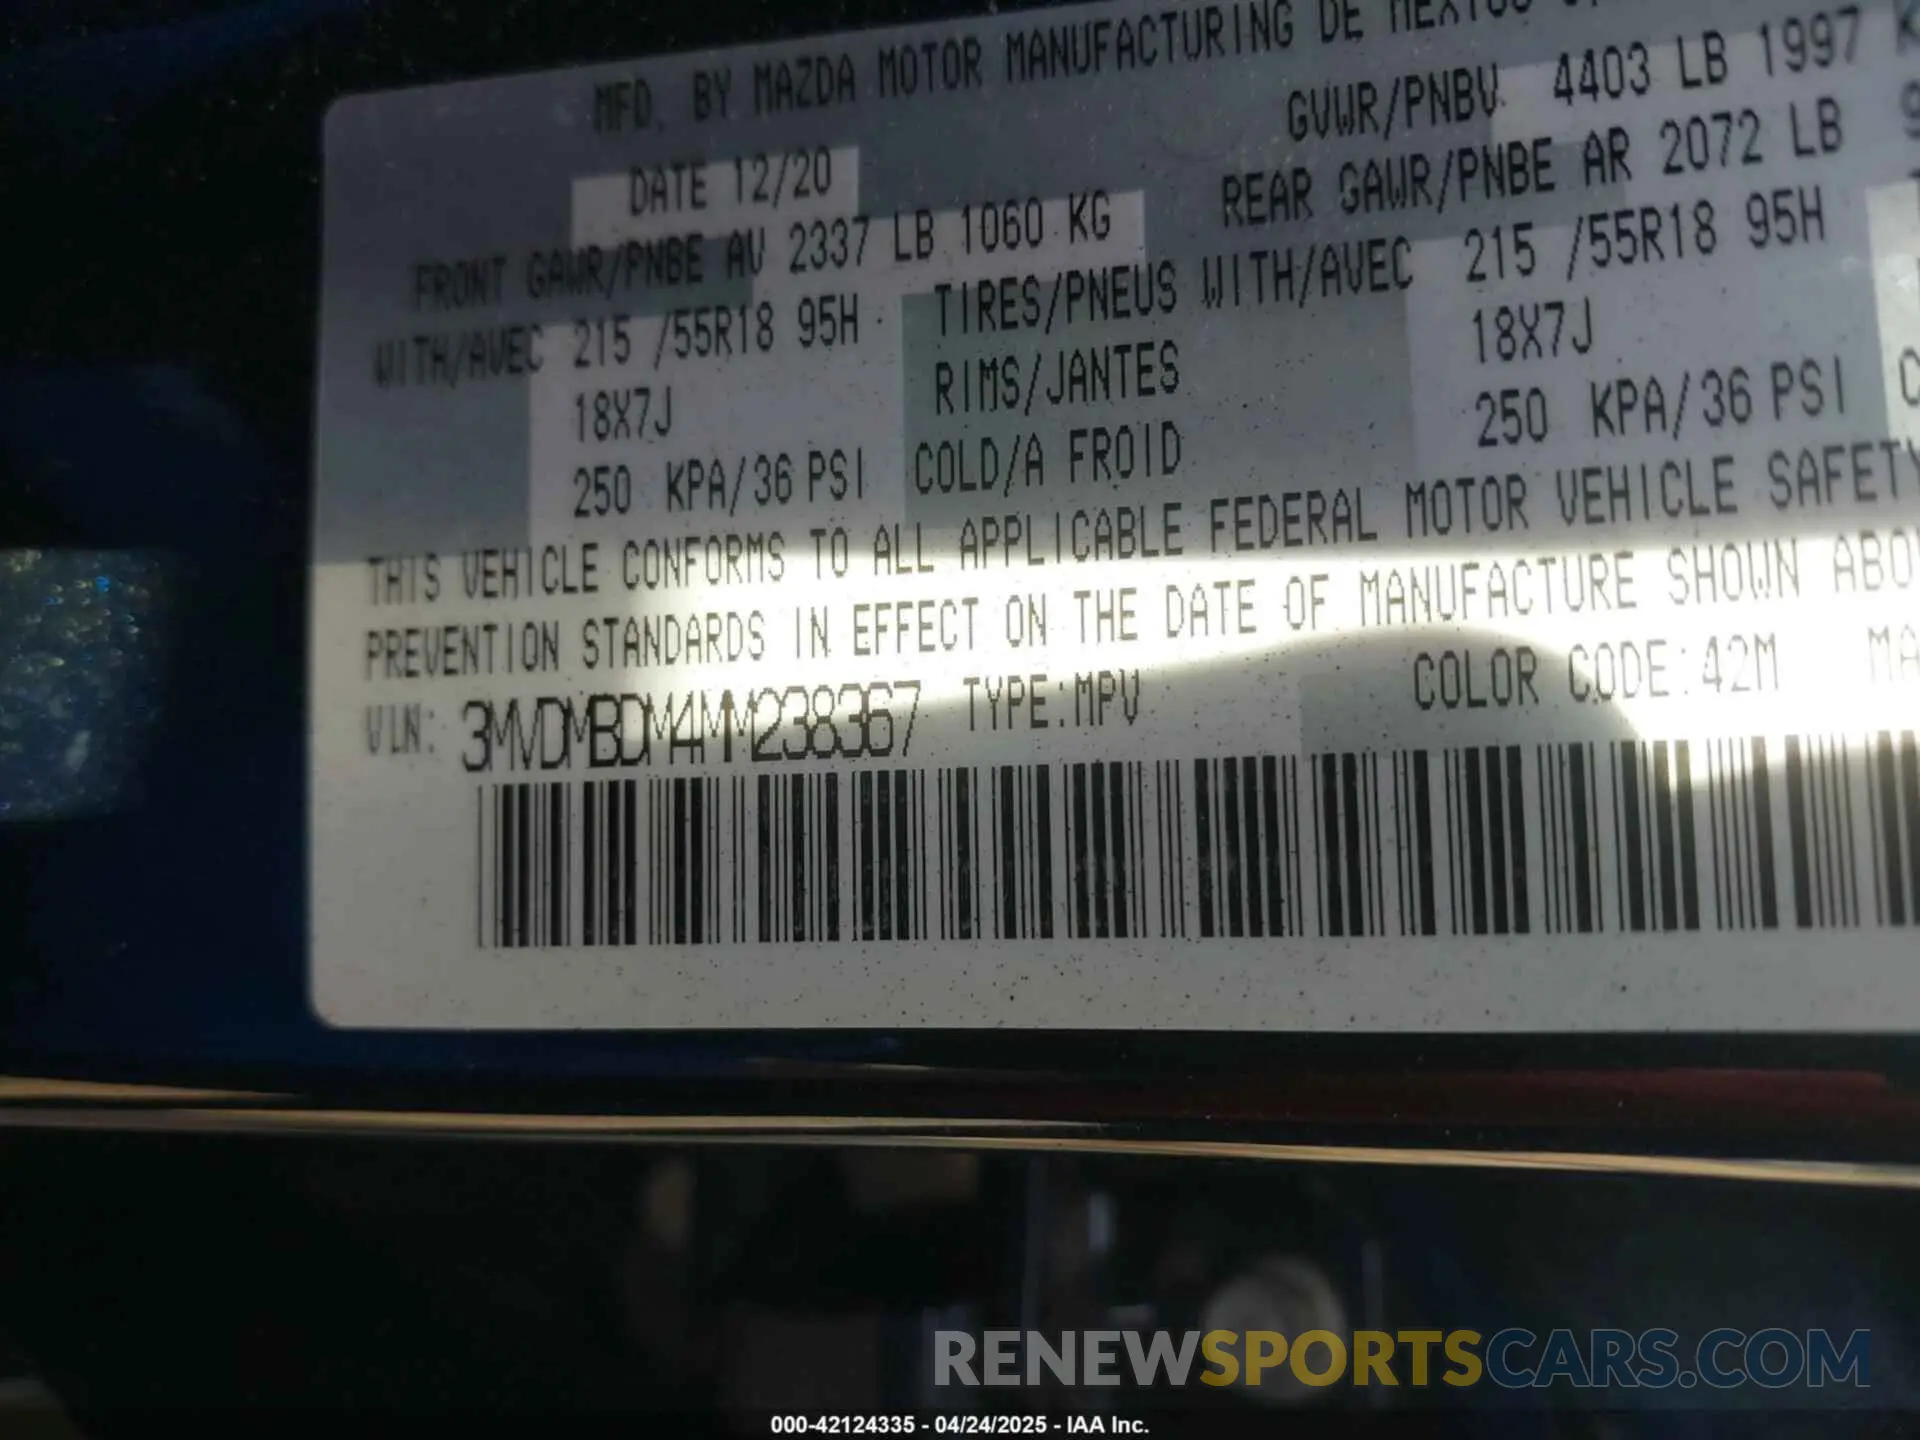 MFD. BY MAZDA MOTOR MANUFACTURING DE MEXICO
DATE 12/20 GVWR/PNBV 4403 LB 1997 K
FRONT GAWR/PNBE AV 2337 LB 1060 KG REAR GAWR/PNBE AR 2072 LB 9
WITH/AVEC 215 /55R18 95H TIRES/PNEUS WITH/AVEC 215 /55R18 95H
18X7J RIMS/JANTES 18X7J
250 KPA/36 PSI COLD/A FROID 250 KPA/36 PSI C
THIS VEHICLE CONFORMS TO ALL APPLICABLE FEDERAL MOTOR VEHICLE SAFETY
PREVENTION STANDARDS IN EFFECT ON THE DATE OF MANUFACTURE SHOWN ABO
VIN: 3MVDMBDM4MM238367 TYPE:MPV COLOR CODE:42M MA
RENEWSPORTSCARS.COM
000-42124335 - 04/24/2025 - IAA Inc.